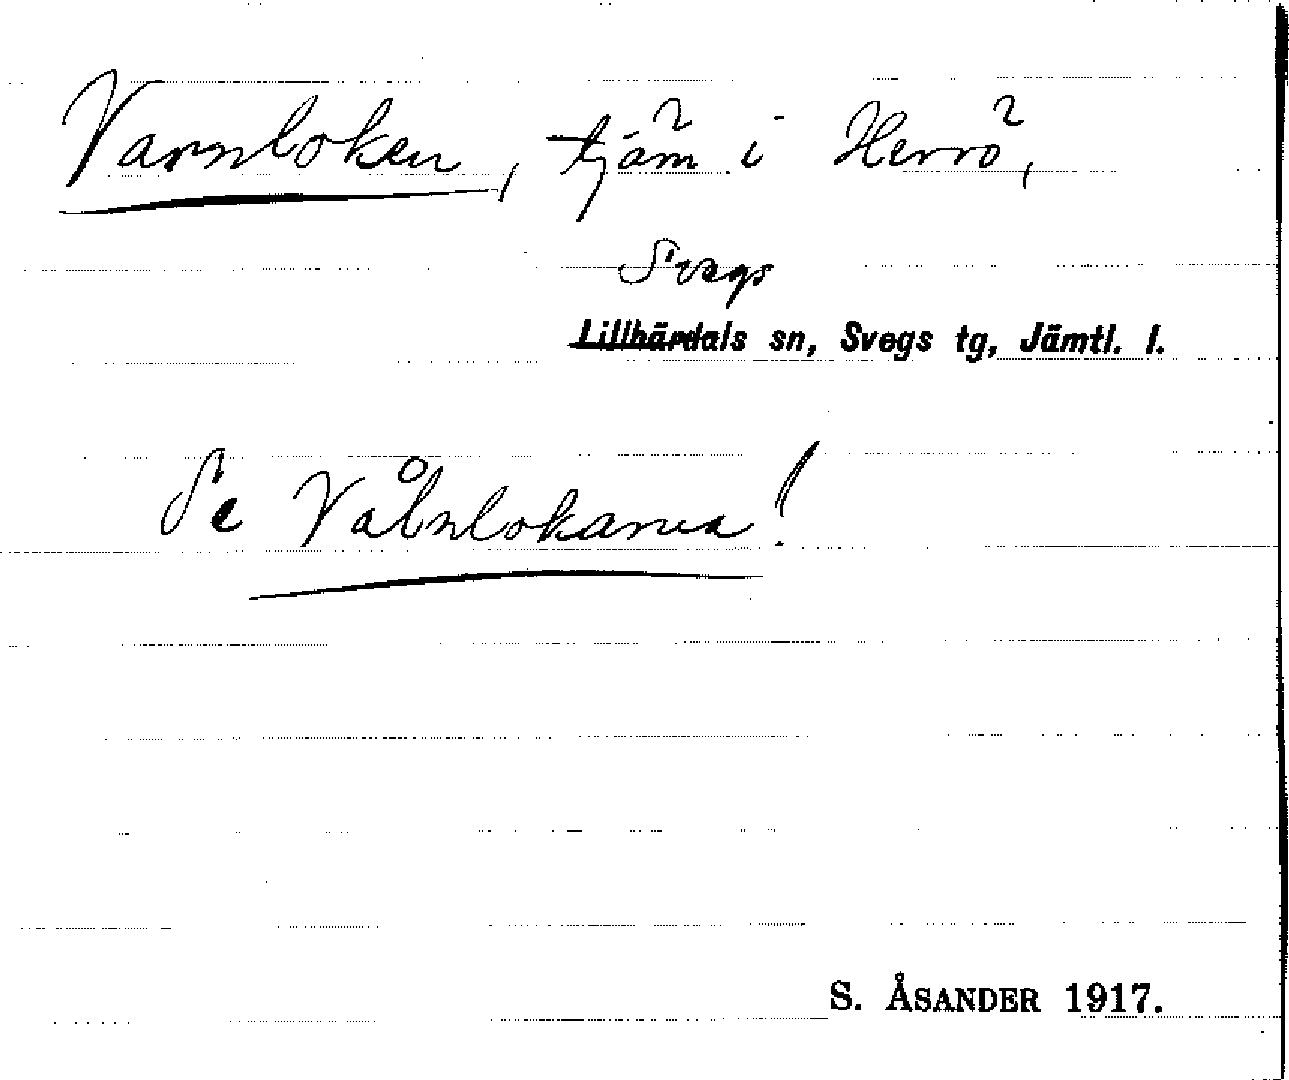 Varnloken, tjärn i Herrö,
Svegs
Lillhärdals sn, Svegs tg, Jämtl. l.
Se Vålnlokarna!
S. ÅSANDER 1917.